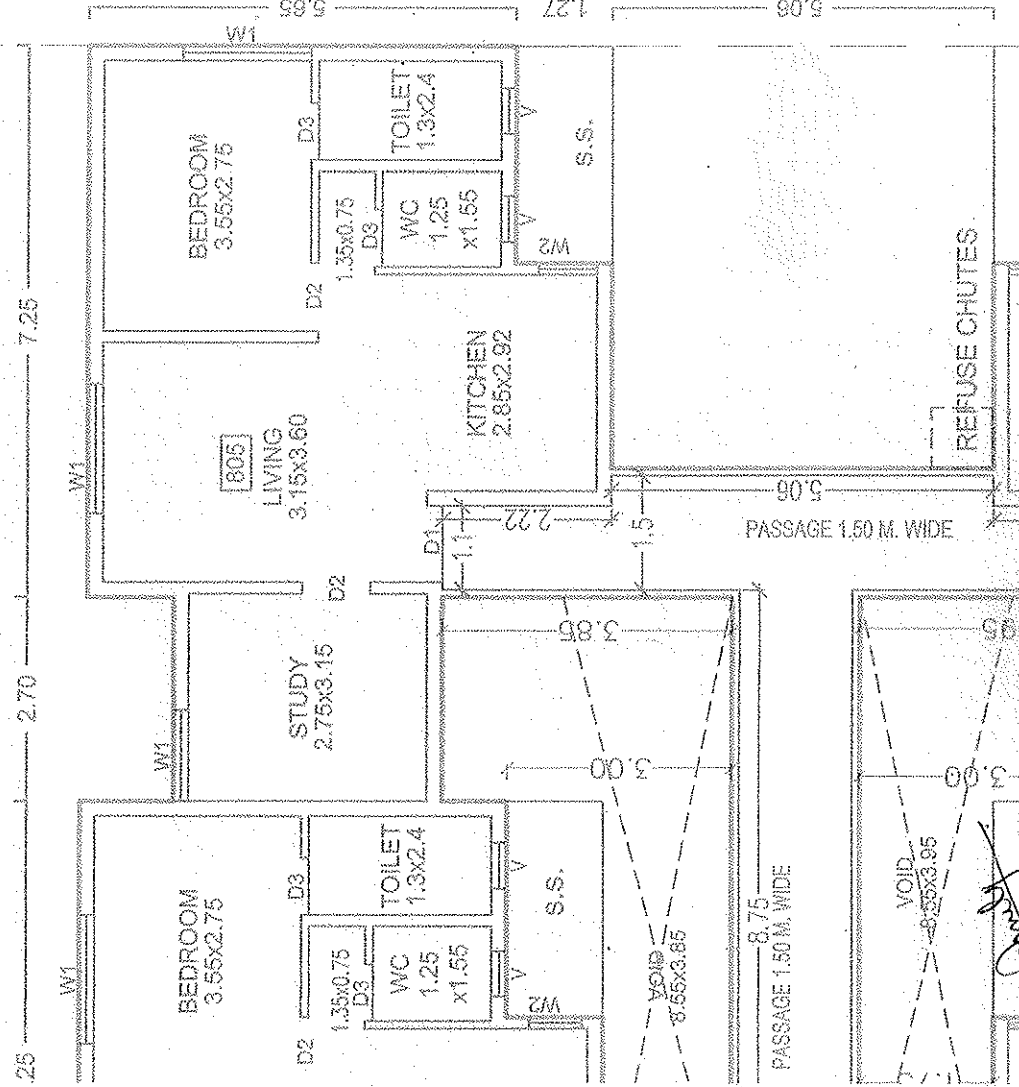 5.65
1.27
5.06
W1
BEDROOM
3.55x2.75
D3
TOILET
1.3x2.4
V
S.S.
1.35x0.75
D3
WC
1.25
x1.55
V
W2
D2
7.25
KITCHEN
2.85x2.92
REFUSE CHUTES.
W1
805
LIVING
3.15x3.60
D1
1.1
2.22
1.5
5.06
PASSAGE 1.50 M. WIDE
D2
2.70
W1
STUDY
2.75x3.15
3.85
95
3.00
3.00
BEDROOM
3.55x2.75
D3
TOILET
1.3x2.4
V
S.S.
W1
1.35x0.75
D3
WC
1.25
x1.55
V
W2
D2
.25
8.55x3.85
8.75
PASSAGE 1.50 M. WIDE
VOID
8.55x3.95